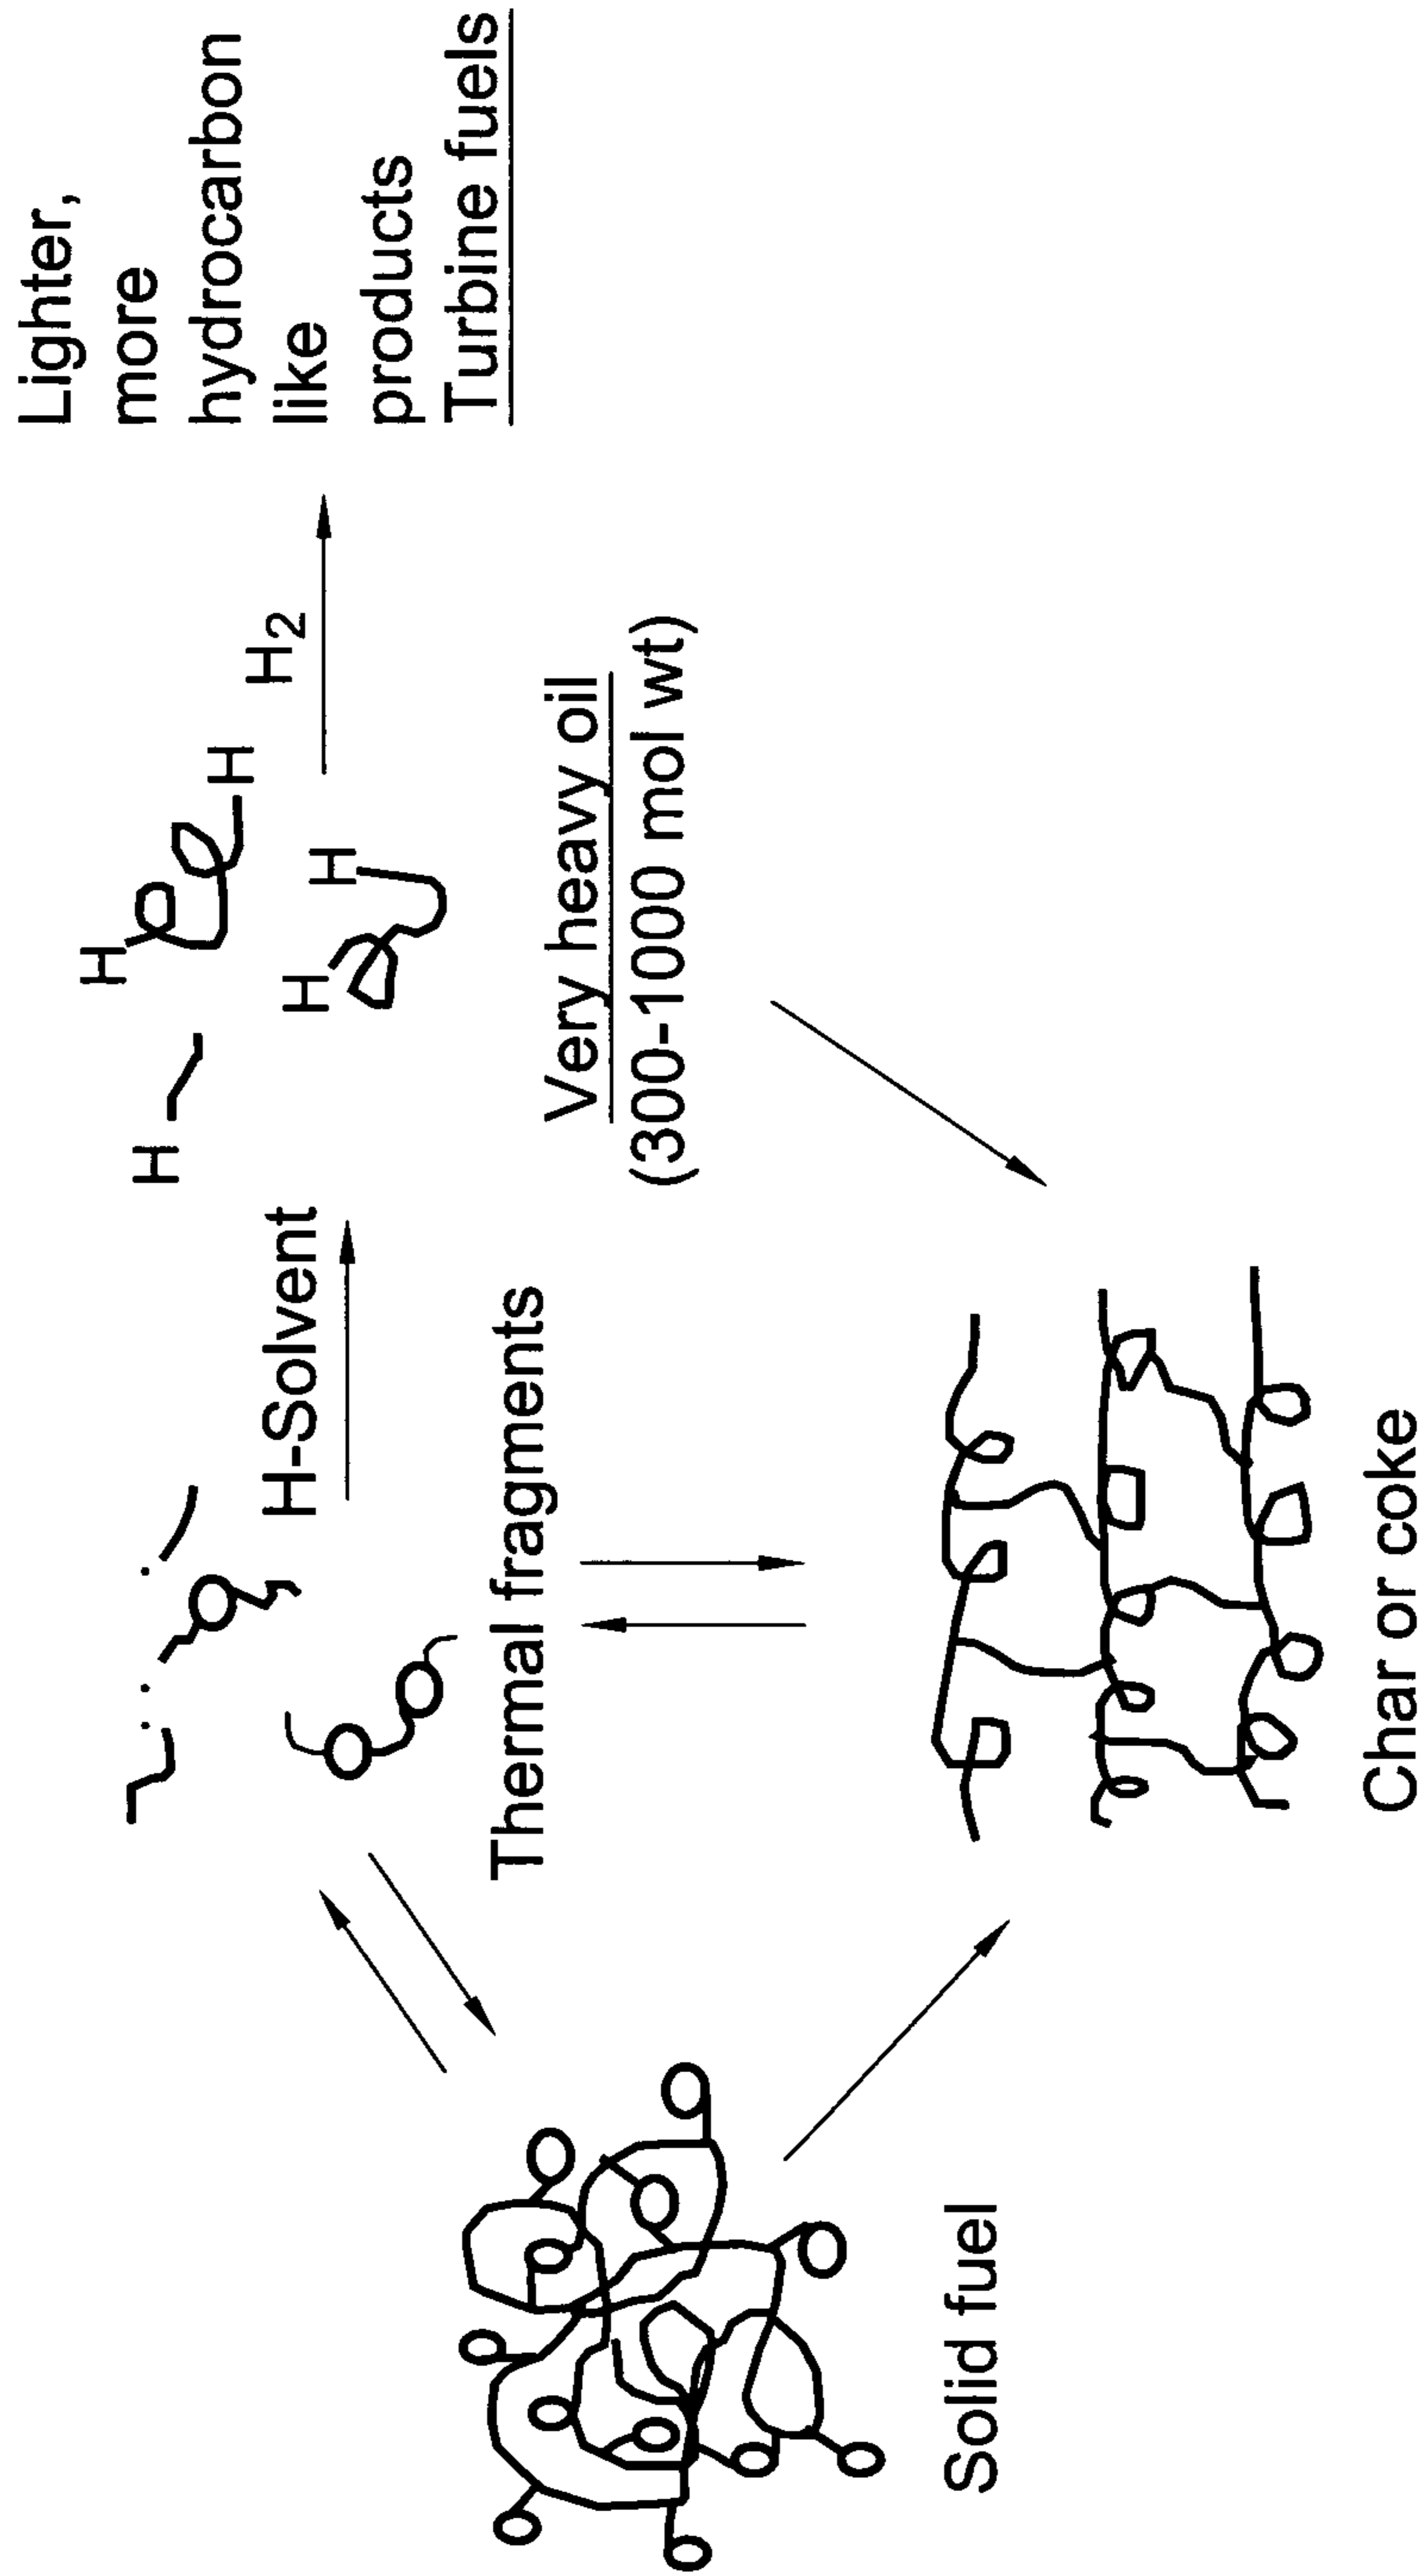 Lighter,
more
hydrocarbon
like
products
Turbine fuels
H
H
H
H
H
H2
H-Solvent
Very heavy oil
(300-1000 mol wt)
Thermal fragments
Solid fuel
Char or coke